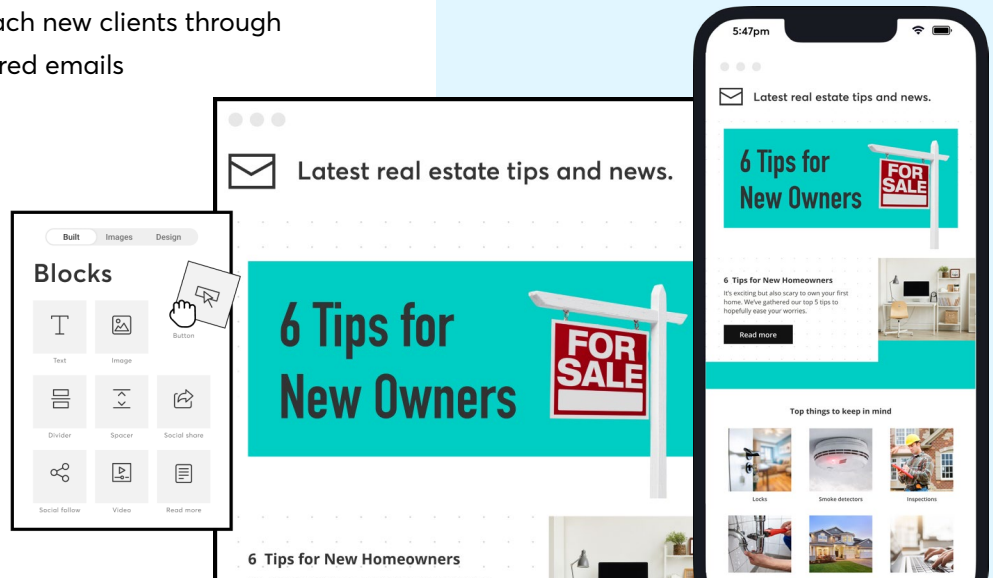 ach new clients through
red emails
Latest real estate tips and news.
6 Tips for
New Owners
FOR
SALE
6 Tips for New Homeowners
Built Images Design
Blocks
Button
Text Image
Divider Spacer Social share
Social follow Video Read more
5:47pm
Latest real estate tips and news.
6 Tips for
New Owners
FOR
SALE
6 Tips for New Homeowners
It's exciting but also scary to own your first
home. We've gathered our top 5 tips to
hopefully ease your worries.
Read more
Top things to keep in mind
Locks Smoke detectors Inspections